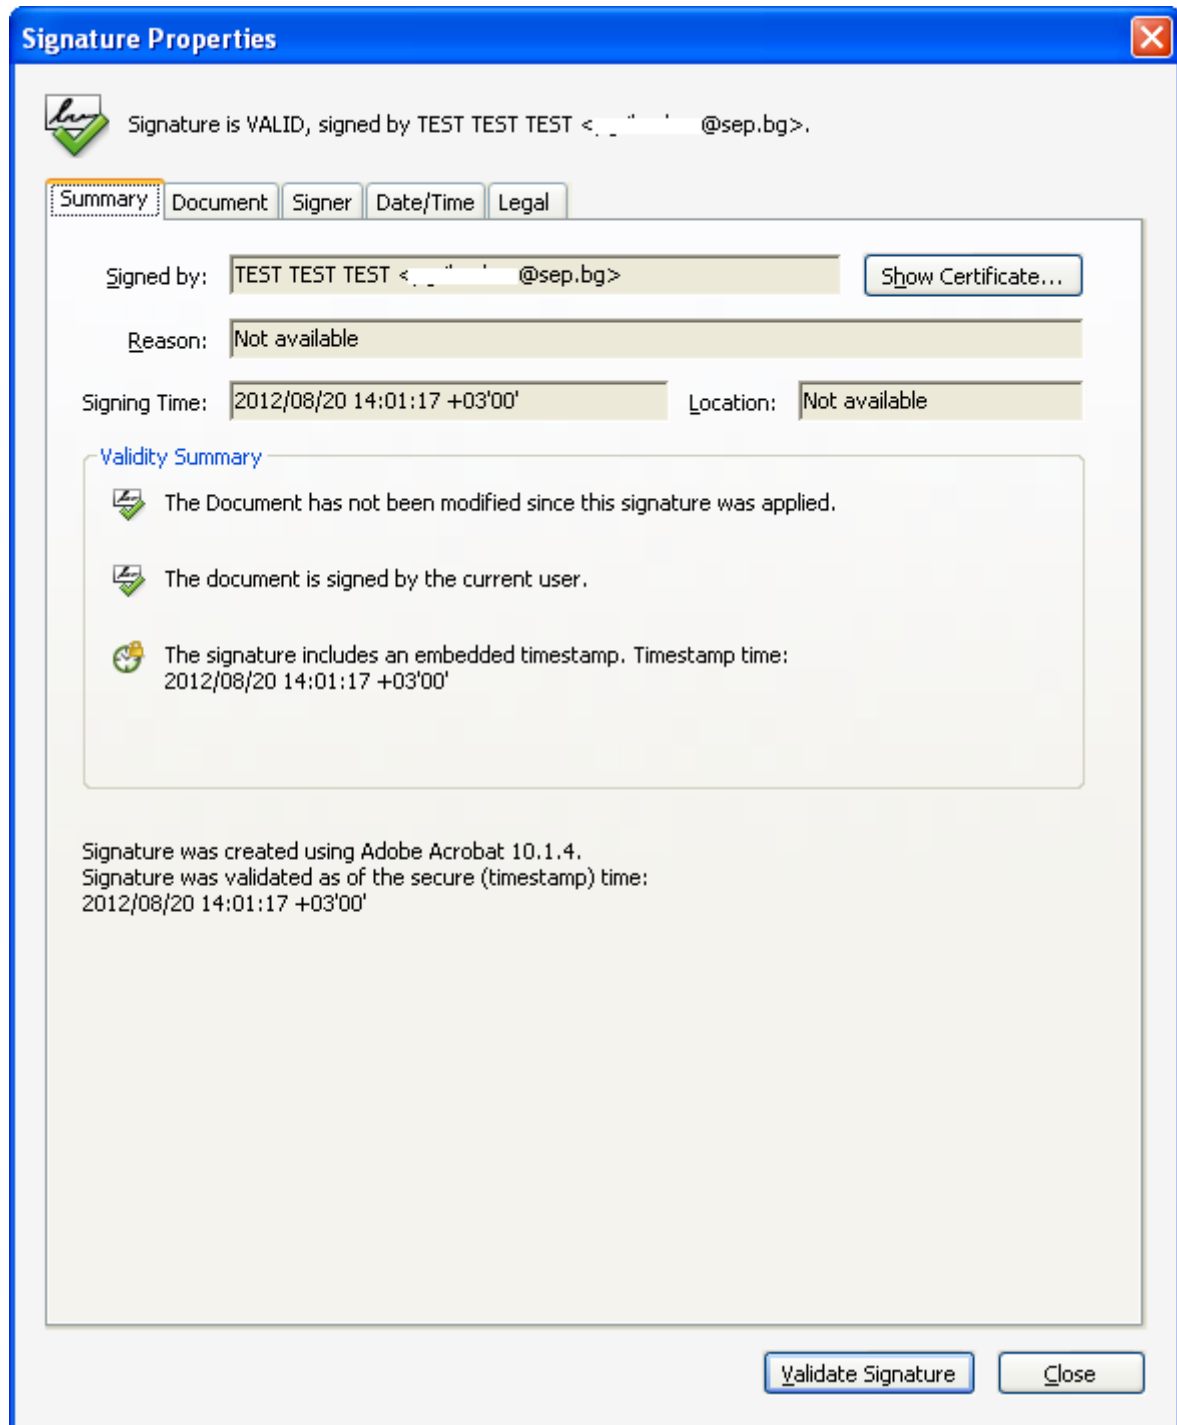 Signature Properties
Signature is VALID, signed by TEST TEST TEST < @sep.bg>.
Summary Document Signer Date/Time Legal
Signed by: TEST TEST TEST < @sep.bg> Show Certificate...
Reason: Not available
Signing Time: 2012/08/20 14:01:17 +03'00' Location: Not available
Validity Summary
The Document has not been modified since this signature was applied.
The document is signed by the current user.
The signature includes an embedded timestamp. Timestamp time:
2012/08/20 14:01:17 +03'00'
Signature was created using Adobe Acrobat 10.1.4.
Signature was validated as of the secure (timestamp) time:
2012/08/20 14:01:17 +03'00'
Validate Signature Close